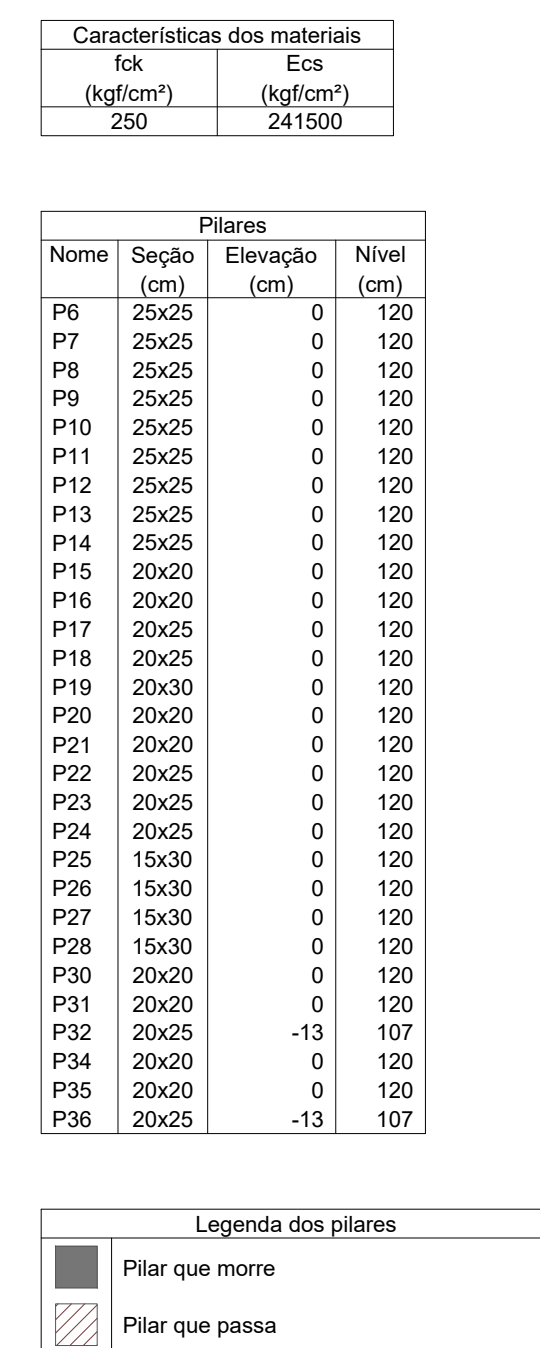 Características dos materiais
fck Ecs
(kgf/cm²) (kgf/cm²)
250 241500
Pilares
Nome Seção Elevação Nível
(cm) (cm) (cm)
P6 25x25 0 120
P7 25x25 0 120
P8 25x25 0 120
P9 25x25 0 120
P10 25x25 0 120
P11 25x25 0 120
P12 25x25 0 120
P13 25x25 0 120
P14 25x25 0 120
P15 20x20 0 120
P16 20x20 0 120
P17 20x25 0 120
P18 20x25 0 120
P19 20x30 0 120
P20 20x20 0 120
P21 20x20 0 120
P22 20x25 0 120
P23 20x25 0 120
P24 20x25 0 120
P25 15x30 0 120
P26 15x30 0 120
P27 15x30 0 120
P28 15x30 0 120
P30 20x20 0 120
P31 20x20 0 120
P32 20x25 -13 107
P34 20x20 0 120
P35 20x20 0 120
P36 20x25 -13 107
Legenda dos pilares
Pilar que morre
Pilar que passa